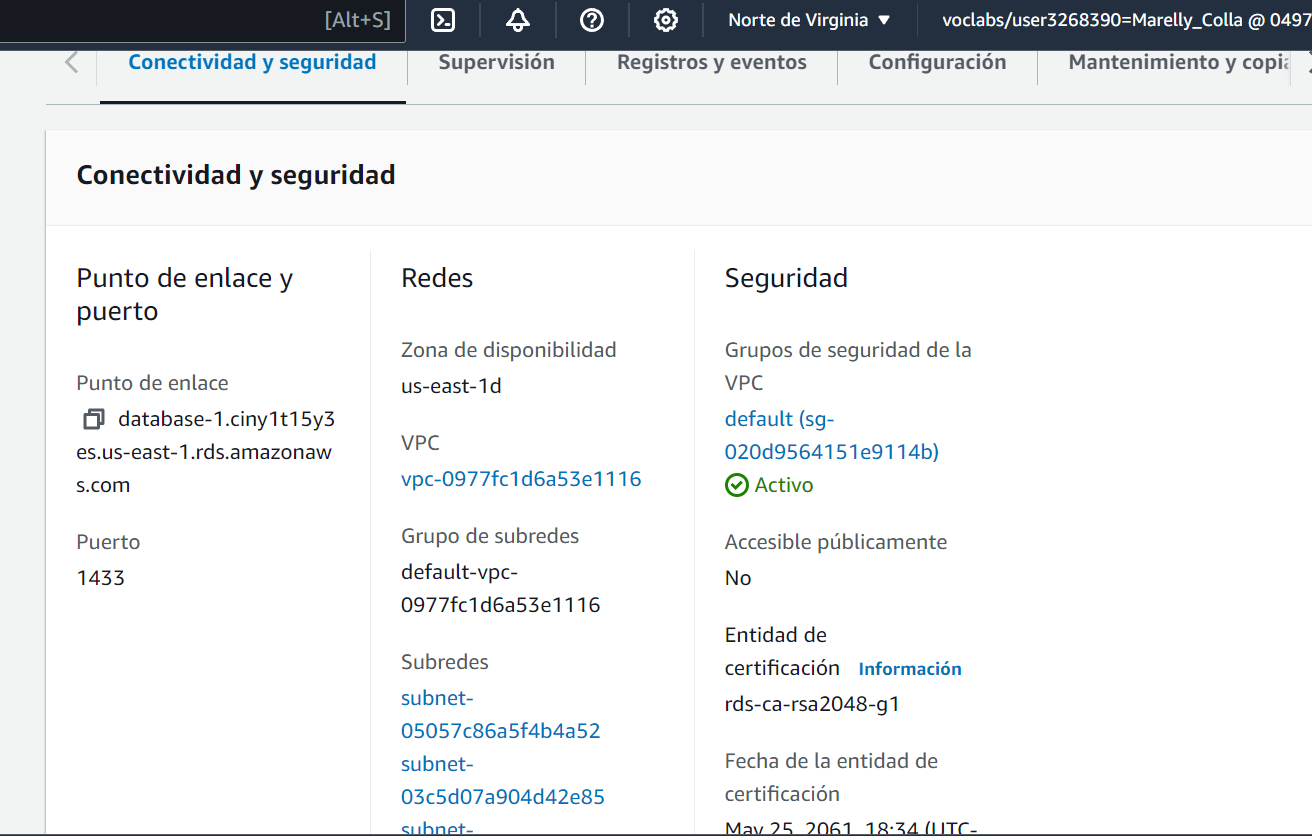 [Alt+S]
Norte de Virginia ▼
voclabs/user3268390=Marelly_Colla @ 0497
Conectividad y seguridad
Supervisión
Registros y eventos
Configuración
Mantenimiento y copia
Conectividad y seguridad
Punto de enlace y
puerto
Punto de enlace
database-1.ciny1t15y3
es.us-east-1.rds.amazonaw
s.com
Puerto
1433
Redes
Zona de disponibilidad
us-east-1d
VPC
vpc-0977fc1d6a53e1116
Grupo de subredes
default-vpc-
0977fc1d6a53e1116
Subredes
subnet-
05057c86a5f4b4a52
subnet-
03c5d07a904d42e85
subnet-
Seguridad
Grupos de seguridad de la
VPC
default (sg-
020d9564151e9114b)
Activo
Accesible públicamente
No
Entidad de
certificación Información
rds-ca-rsa2048-g1
Fecha de la entidad de
certificación
May 25, 2061, 18:34 (UTC-